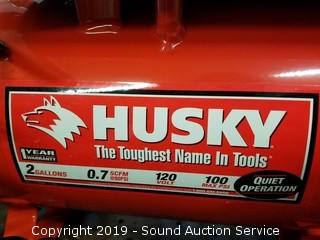 HUSKY
The Toughest Name In Tools®
1 YEAR
WARRANTY
2 GALLONS
0.7 SCFM @90PSI
120 VOLT
100 MAX PSI
QUIET OPERATION
Copyright 2019 - Sound Auction Service